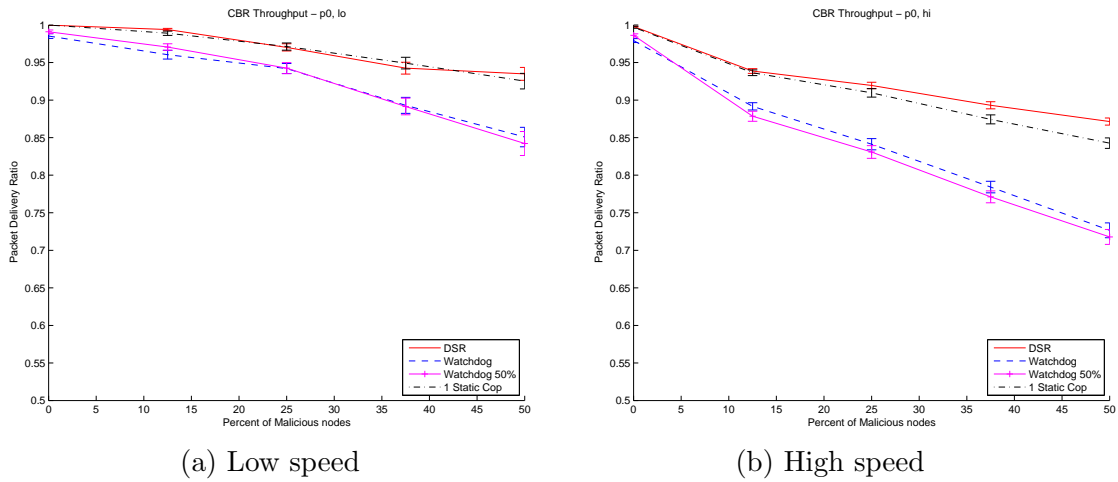 CBR Throughput – p0, lo
1
0.95
0.9
0.85
0.8
0.75
0.7
0.65
0.6
0.55
0.5
Packet Delivery Ratio
0 5 10 15 20 25 30 35 40 45 50
Percent of Malicious nodes
DSR
Watchdog
Watchdog 50%
1 Static Cop
(a) Low speed
CBR Throughput – p0, hi
1
0.95
0.9
0.85
0.8
0.75
0.7
0.65
0.6
0.55
0.5
Packet Delivery Ratio
0 5 10 15 20 25 30 35 40 45 50
Percent of Malicious nodes
DSR
Watchdog
Watchdog 50%
1 Static Cop
(b) High speed